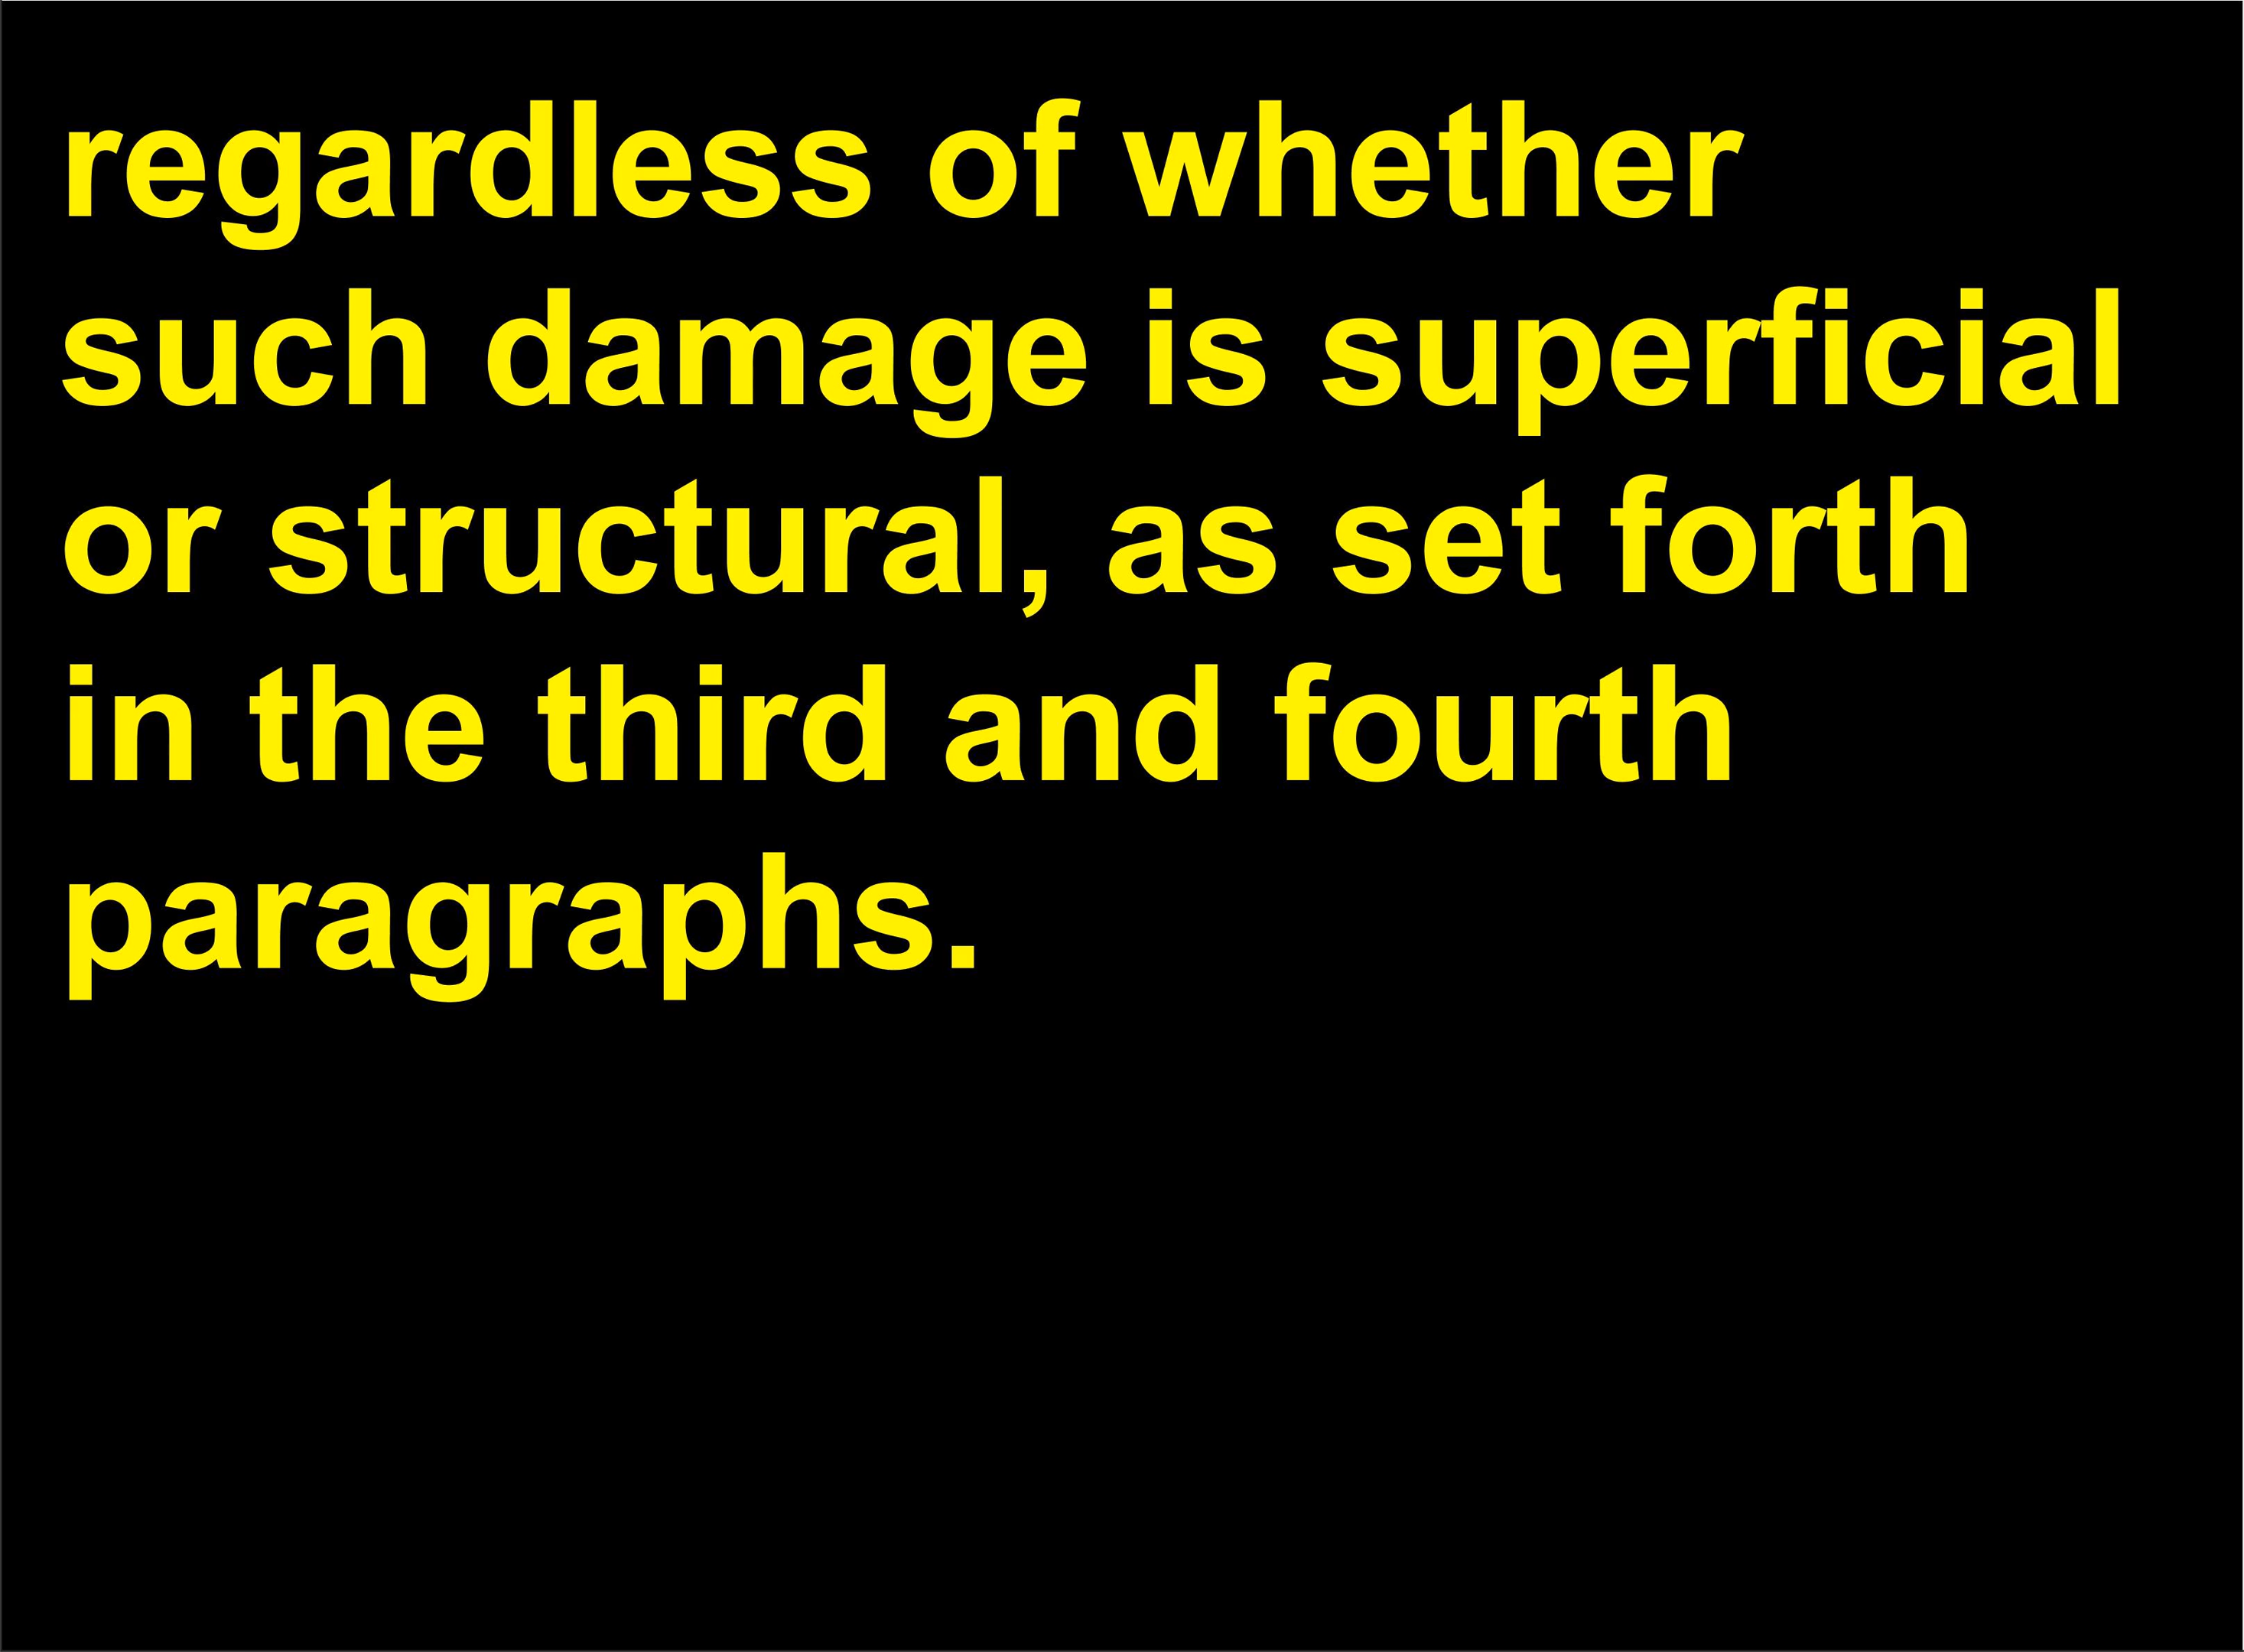 regardless of whether
such damage is superficial
or structural, as set forth
in the third and fourth
paragraphs.